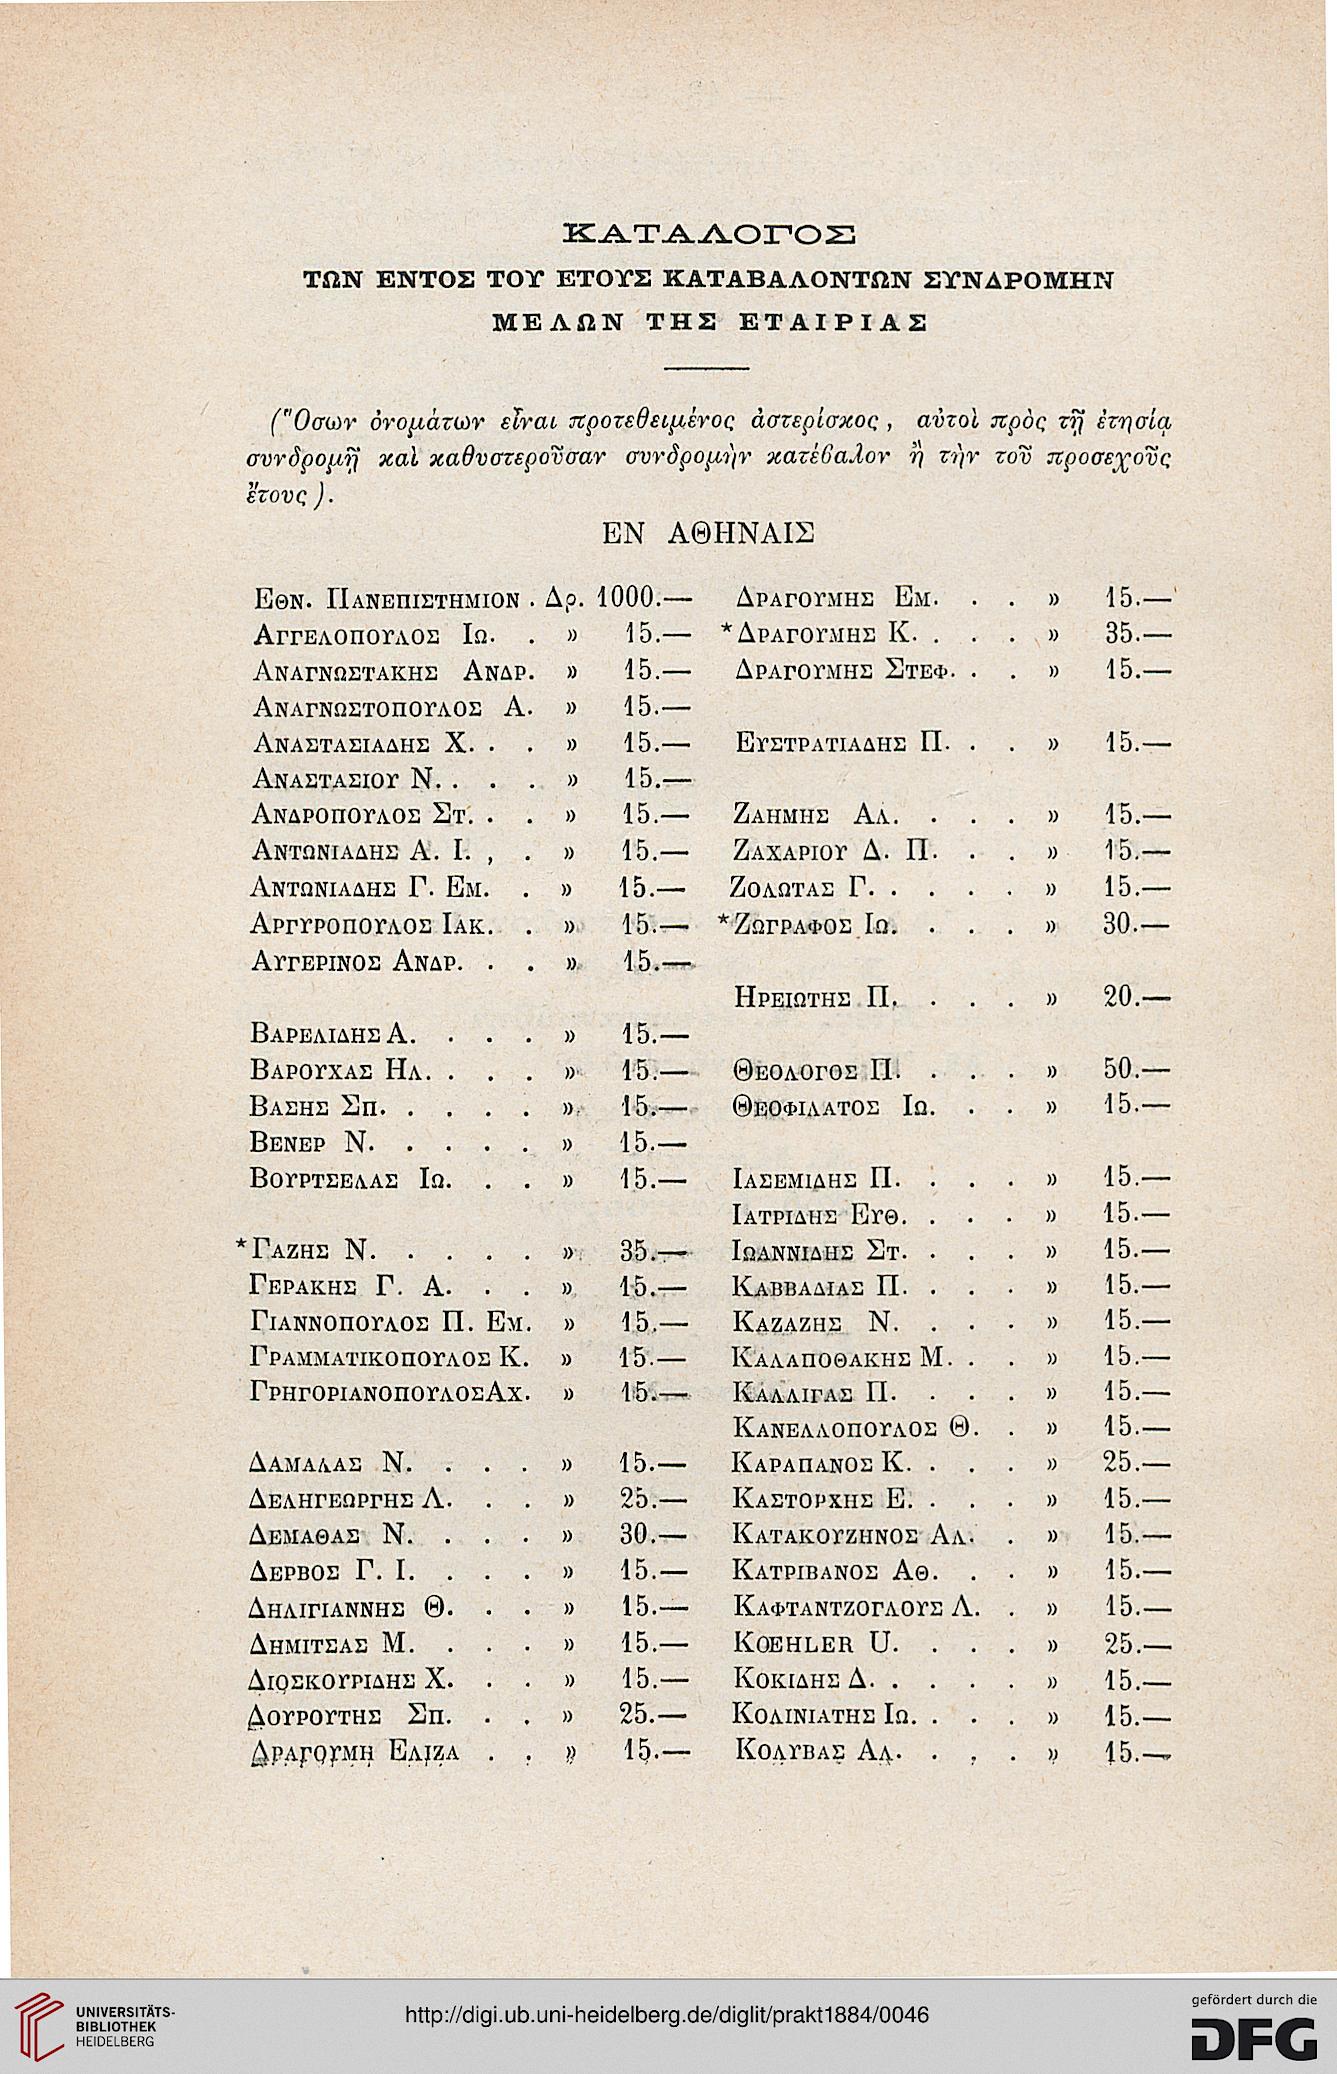 ΚΑΤΑΛΟΓΟΣ
ΤΩΝ ΕΝΤΟΣ ΤΟΥ ΕΤΟΥΣ ΚΑΤΑΒΑΛΟΝΤΩΝ ΣΥΝΔΡΟΜΗΝ
ΜΕΛΩΝ ΤΗΣ ΕΤΑΙΡΙΑΣ
(Ὅσων ὀνομάτων εἶναι προτεθειμένος ἀστερίσκος, αὐτοὶ πρὸς τῇ ἐτησίᾳ
συνδρομῇ καὶ καθυστεροῦσαν συνδρομὴν κατέβαλον ἢ τὴν τοῦ προσεχοῦς
ἔτους).
ΕΝ ΑΘΗΝΑΙΣ
ΕΘΝ. ΠΑΝΕΠΙΣΤΗΜΙΟΝ . Δρ. 1000.—
ΑΓΓΕΛΟΠΟΥΛΟΣ ΙΩ. . » 15.—
ΑΝΑΓΝΩΣΤΑΚΗΣ ΑΝΔΡ. » 15.—
ΑΝΑΓΝΩΣΤΟΠΟΥΛΟΣ Α. » 15.—
ΑΝΑΣΤΑΣΙΑΔΗΣ Χ. . . » 15.—
ΑΝΑΣΤΑΣΙΟΥ Ν. . . . » 15.—
ΑΝΔΡΟΠΟΥΛΟΣ ΣΤ. . . » 15.—
ΑΝΤΩΝΙΑΔΗΣ Α. Ι. , . » 15.—
ΑΝΤΩΝΙΑΔΗΣ Γ. ΕΜ. . » 15.—
ΑΡΓΥΡΟΠΟΥΛΟΣ ΙΑΚ. . » 15.—
ΑΥΓΕΡΙΝΟΣ ΑΝΔΡ. . . » 15.—
ΒΑΡΕΛΙΔΗΣ Α. . . . » 15.—
ΒΑΡΟΥΧΑΣ ΗΛ. . . . » 15.—
ΒΑΣΗΣ ΣΠ. . . . . » 15.—
ΒΕΝΕΡ Ν. . . . . » 15.—
ΒΟΥΡΤΣΕΛΑΣ ΙΩ. . . » 15.—
*ΓΑΖΗΣ Ν. . . . . » 35.—
ΓΕΡΑΚΗΣ Γ. Α. . . » 15.—
ΓΙΑΝΝΟΠΟΥΛΟΣ Π. ΕΜ. » 15.—
ΓΡΑΜΜΑΤΙΚΟΠΟΥΛΟΣ Κ. » 15.—
ΓΡΗΓΟΡΙΑΝΟΠΟΥΛΟΣ ΑΧ. » 15.—
ΔΑΜΑΛΑΣ Ν. . . . » 15.—
ΔΕΛΗΓΕΩΡΓΗΣ Λ. . . » 25.—
ΔΕΜΑΘΑΣ Ν. . . . » 30.—
ΔΕΡΒΟΣ Γ. Ι. . . . » 15.—
ΔΗΛΙΓΙΑΝΝΗΣ Θ. . . » 15.—
ΔΗΜΙΤΣΑΣ Μ. . . . » 15.—
ΔΙΟΣΚΟΥΡΙΔΗΣ Χ. . . » 15.—
ΔΟΥΡΟΥΤΗΣ ΣΠ. . . » 25.—
ΔΡΑΓΟΥΜΗ ΕΛΙΖΑ . . » 15.—
ΔΡΑΓΟΥΜΗΣ ΕΜ. . . » 15.—
*ΔΡΑΓΟΥΜΗΣ Κ. . . . » 35.—
ΔΡΑΓΟΥΜΗΣ ΣΤΕΦ. . . » 15.—
ΕΥΣΤΡΑΤΙΑΔΗΣ Π. . . » 15.—
ΖΑΗΜΗΣ ΑΛ. . . . » 15.—
ΖΑΧΑΡΙΟΥ Δ. Π. . . » 15.—
ΖΟΛΩΤΑΣ Γ. . . . . » 15.—
*ΖΩΓΡΑΦΟΣ ΙΩ. . . . » 30.—
ΗΡΕΙΩΤΗΣ Π. . . . » 20.—
ΘΕΟΛΟΓΟΣ Π. . . . » 50.—
ΘΕΟΦΙΛΑΤΟΣ ΙΩ. . . » 15.—
ΙΑΣΕΜΙΔΗΣ Π. . . . » 15.—
ΙΑΤΡΙΔΗΣ ΕΥΘ. . . . » 15.—
ΙΩΑΝΝΙΔΗΣ ΣΤ. . . . » 15.—
ΚΑΒΒΑΔΙΑΣ Π. . . . » 15.—
ΚΑΖΑΖΗΣ Ν. . . . » 15.—
ΚΑΛΑΠΟΘΑΚΗΣ Μ. . . » 15.—
ΚΑΛΛΙΓΑΣ Π. . . . » 15.—
ΚΑΝΕΛΛΟΠΟΥΛΟΣ Θ. . » 15.—
ΚΑΡΑΠΑΝΟΣ Κ. . . . » 25.—
ΚΑΣΤΟΡΧΗΣ Ε. . . . » 15.—
ΚΑΤΑΚΟΥΖΗΝΟΣ ΑΛ. . » 15.—
ΚΑΤΡΙΒΑΝΟΣ ΑΘ. . . » 15.—
ΚΑΦΤΑΝΤΖΟΓΛΟΥΣ Λ. . » 15.—
KŒHLER U. . . . » 25.—
ΚΟΚΙΔΗΣ Δ. . . . . » 15.—
ΚΟΛΙΝΙΑΤΗΣ ΙΩ. . . . » 15.—
ΚΟΛΥΒΑΣ ΑΛ. . . . » 15.—
UNIVERSITÄTS-
BIBLIOTHEK
HEIDELBERG
http://digi.ub.uni-heidelberg.de/diglit/prakt1884/0046
gefördert durch die
DFG